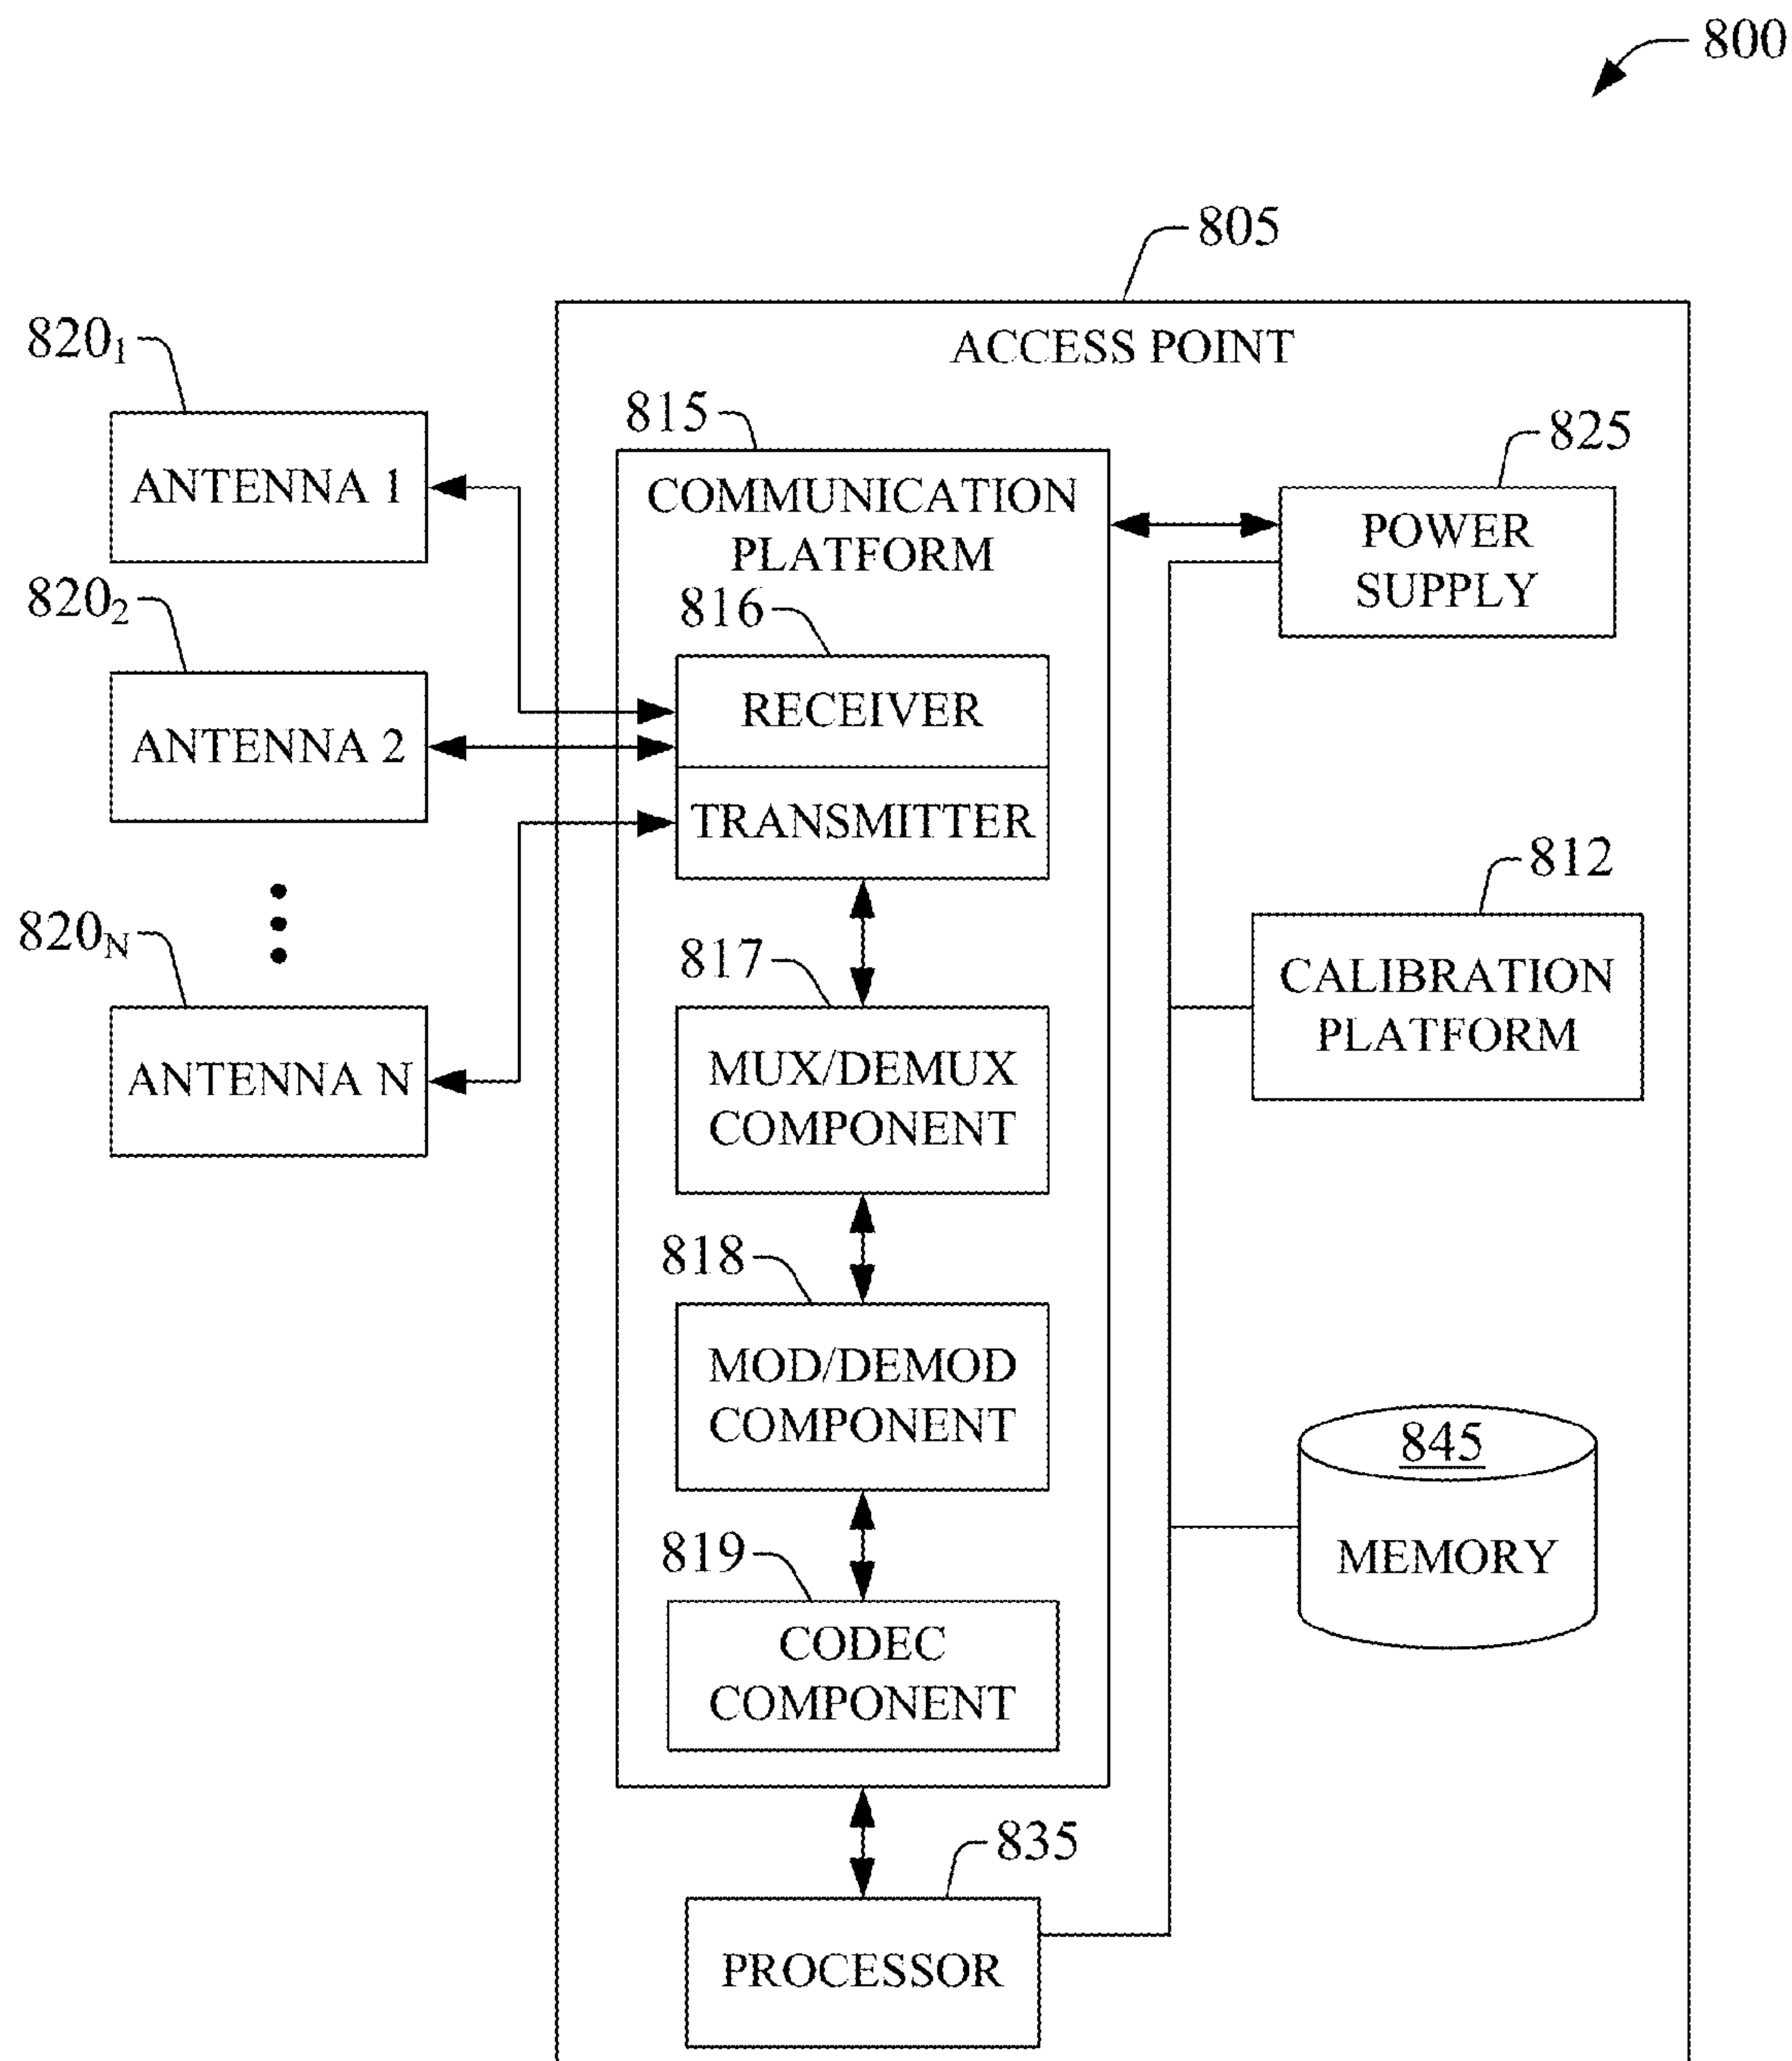 800
805
ACCESS POINT
820₁
ANTENNA 1
820₂
ANTENNA 2
820ₙ
ANTENNA N
815
COMMUNICATION
PLATFORM
816
RECEIVER
TRANSMITTER
817
MUX/DEMUX
COMPONENT
818
MOD/DEMOD
COMPONENT
819
CODEC
COMPONENT
835
PROCESSOR
825
POWER
SUPPLY
812
CALIBRATION
PLATFORM
845
MEMORY